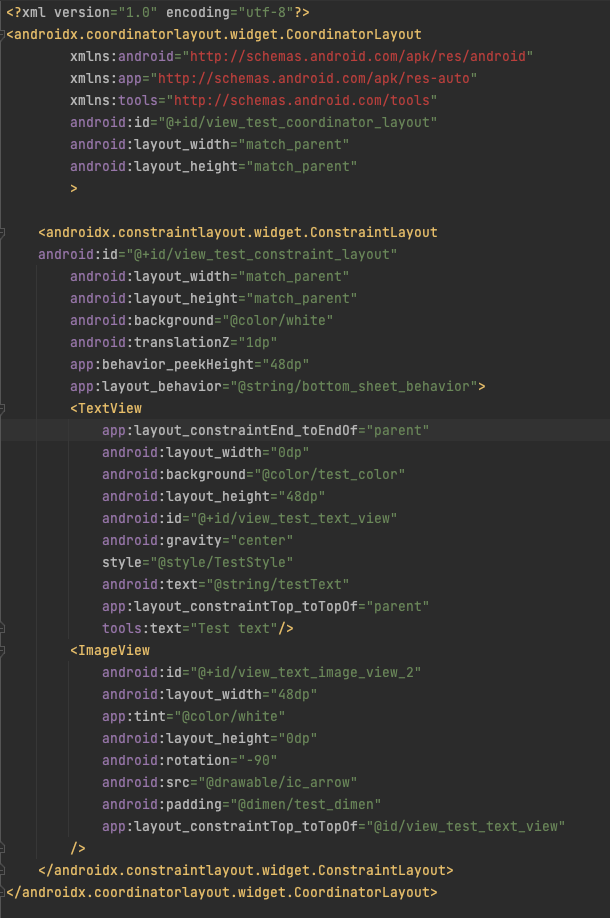 <?xml version="1.0" encoding="utf-8"?>
<androidx.coordinatorlayout.widget.CoordinatorLayout
        xmlns:android="http://schemas.android.com/apk/res/android"
        xmlns:app="http://schemas.android.com/apk/res-auto"
        xmlns:tools="http://schemas.android.com/tools"
        android:id="@+id/view_test_coordinator_layout"
        android:layout_width="match_parent"
        android:layout_height="match_parent"
        >

    <androidx.constraintlayout.widget.ConstraintLayout
    android:id="@+id/view_test_constraint_layout"
        android:layout_width="match_parent"
        android:layout_height="match_parent"
        android:background="@color/white"
        android:translationZ="1dp"
        app:behavior_peekHeight="48dp"
        app:layout_behavior="@string/bottom_sheet_behavior">
        <TextView
            app:layout_constraintEnd_toEndOf="parent"
            android:layout_width="0dp"
            android:background="@color/test_color"
            android:layout_height="48dp"
            android:id="@+id/view_test_text_view"
            android:gravity="center"
            style="@style/TestStyle"
            android:text="@string/testText"
            app:layout_constraintTop_toTopOf="parent"
            tools:text="Test text"/>
        <ImageView
            android:id="@+id/view_text_image_view_2"
            android:layout_width="48dp"
            app:tint="@color/white"
            android:layout_height="0dp"
            android:rotation="-90"
            android:src="@drawable/ic_arrow"
            android:padding="@dimen/test_dimen"
            app:layout_constraintTop_toTopOf="@id/view_test_text_view"
        />
    </androidx.constraintlayout.widget.ConstraintLayout>
</androidx.coordinatorlayout.widget.CoordinatorLayout>